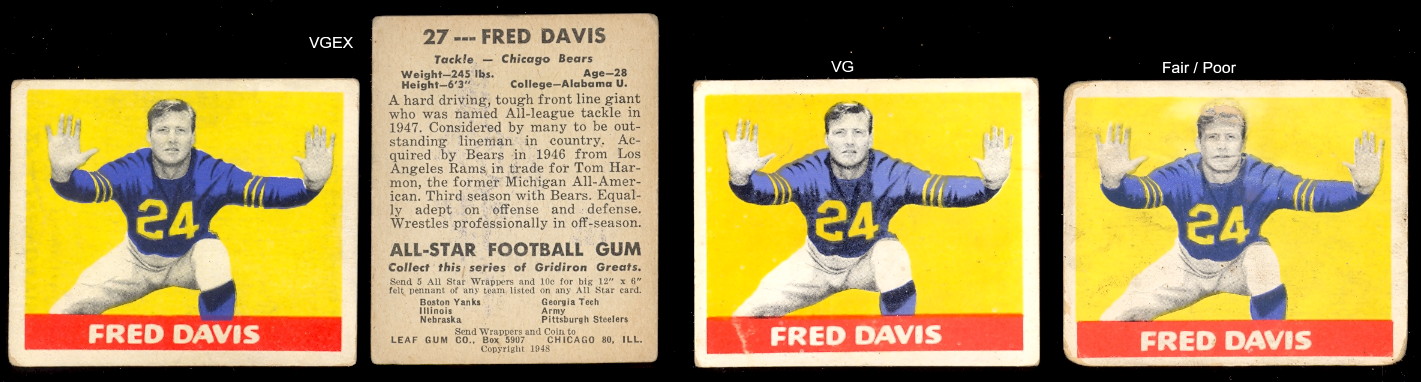 VGEX
24
FRED DAVIS
27 --- FRED DAVIS
Tackle — Chicago Bears
Weight—245 lbs. Age—28
Height—6'3" College—Alabama U.
A hard driving, tough front line giant
who was named All-league tackle in
1947. Considered by many to be out-
standing lineman in country. Ac-
quired by Bears in 1946 from Los
Angeles Rams in trade for Tom Har-
mon, the former Michigan All-Amer-
ican. Third season with Bears. Equal-
ly adept on offense and defense.
Wrestles professionally in off-season.
ALL-STAR FOOTBALL GUM
Collect this series of Gridiron Greats.
Send 5 All Star Wrappers and 10c for big 12" x 6"
felt pennant of any team listed on any All Star card.
Boston Yanks Georgia Tech
Illinois Army
Nebraska Pittsburgh Steelers
Send Wrappers and Coin to
LEAF GUM CO., Box 5907 CHICAGO 80, ILL.
Copyright 1948
VG
24
FRED DAVIS
Fair / Poor
24
FRED DAVIS